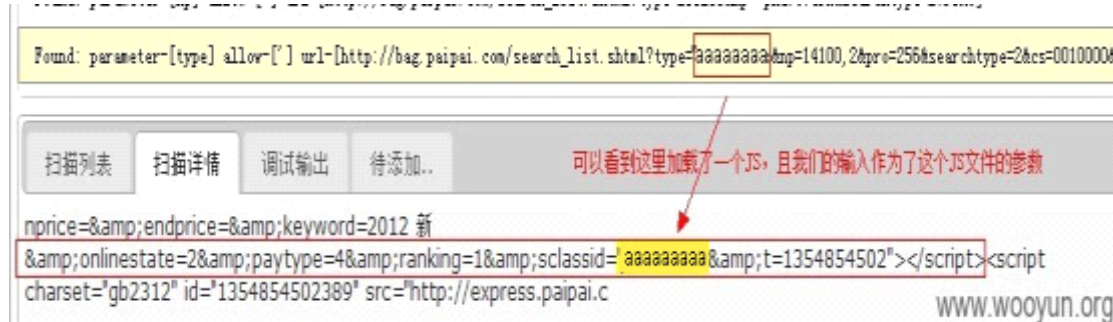 Found: parameter-[type] allow-['] url-[http://bag.paipai.com/search_list.shtml?type='aaaaaaaa&np=14100,2&pro=256&searchtype=2&cs=0010000&
扫描列表 扫描详情 调试输出 待添加.. 可以看到这里加载了一个JS，且我们的输入作为了这个JS文件的参数
nprice=&amp;endprice=&amp;keyword=2012 新
&amp;onlinestate=2&amp;paytype=4&amp;ranking=1&amp;sclassid='aaaaaaaaa&amp;t=1354854502"></script><script
charset="gb2312" id="1354854502389" src="http://express.paipai.c
www.wooyun.org